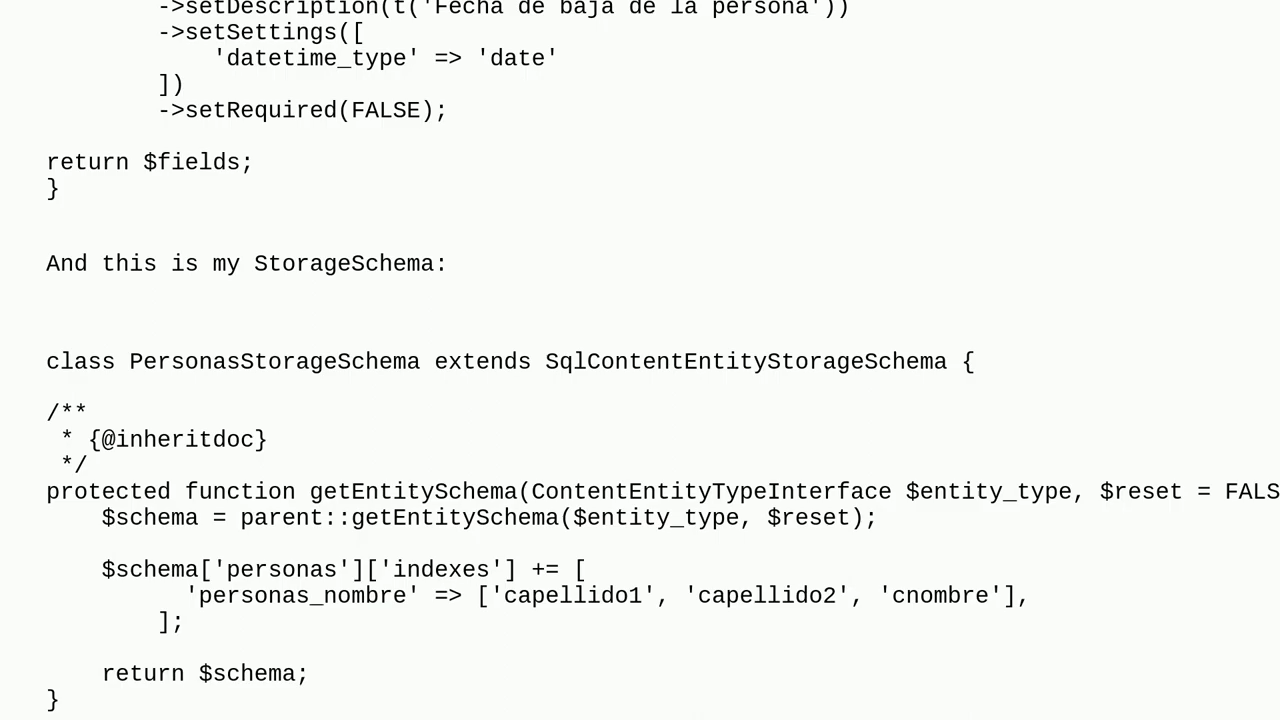 ->setDescription(t('Fecha de baja de la persona'))
->setSettings([
'datetime_type' => 'date'
])
->setRequired(FALSE);
return $fields;
}
And this is my StorageSchema:
class PersonasStorageSchema extends SqlContentEntityStorageSchema {
/**
* {@inheritdoc}
*/
protected function getEntitySchema(ContentEntityTypeInterface $entity_type, $reset = FALS
$schema = parent::getEntitySchema($entity_type, $reset);
$schema['personas']['indexes'] += [
'personas_nombre' => ['capellido1', 'capellido2', 'cnombre'],
];
return $schema;
}